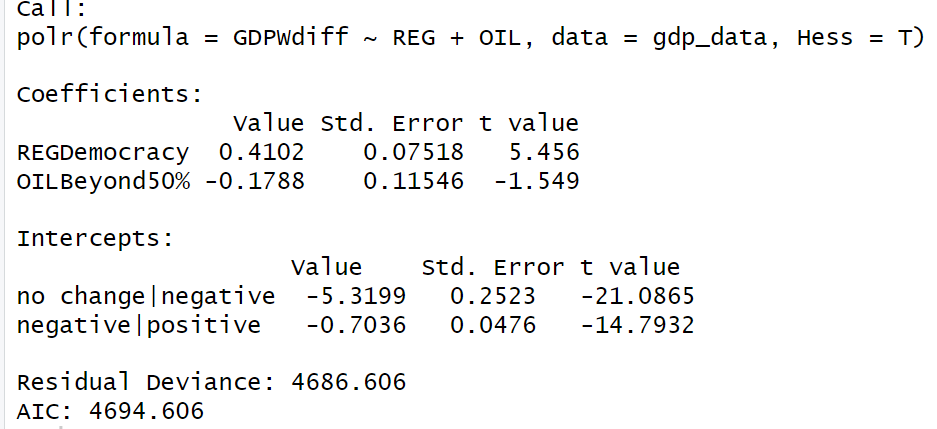 Call:
polr(formula = GDPWdiff ~ REG + OIL, data = gdp_data, Hess = T)
Coefficients:
Value Std. Error t value
REGDemocracy 0.4102 0.07518 5.456
OILBeyond50% -0.1788 0.11546 -1.549
Intercepts:
Value Std. Error t value
no change|negative -5.3199 0.2523 -21.0865
negative|positive -0.7036 0.0476 -14.7932
Residual Deviance: 4686.606
AIC: 4694.606